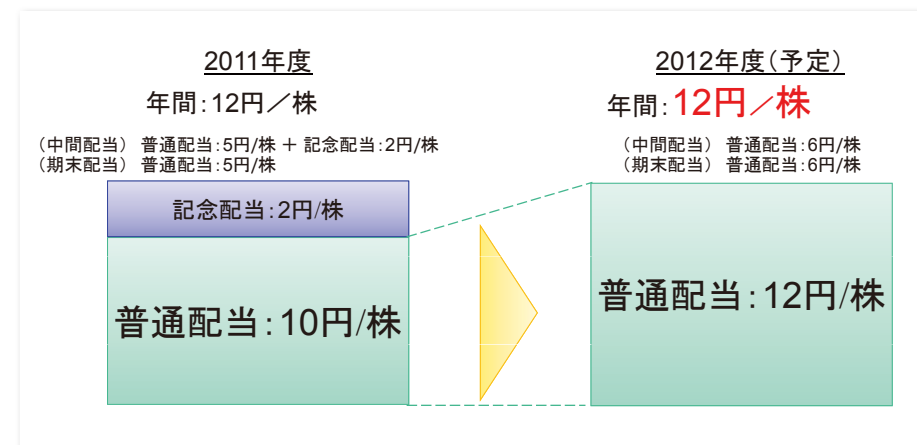 2011年度
年間：12円／株
（中間配当） 普通配当：5円/株 ＋ 記念配当：2円/株
（期末配当） 普通配当：5円/株
記念配当：2円/株
普通配当：10円/株
2012年度（予定）
年間：12円／株
（中間配当） 普通配当：6円/株
（期末配当） 普通配当：6円/株
普通配当：12円/株